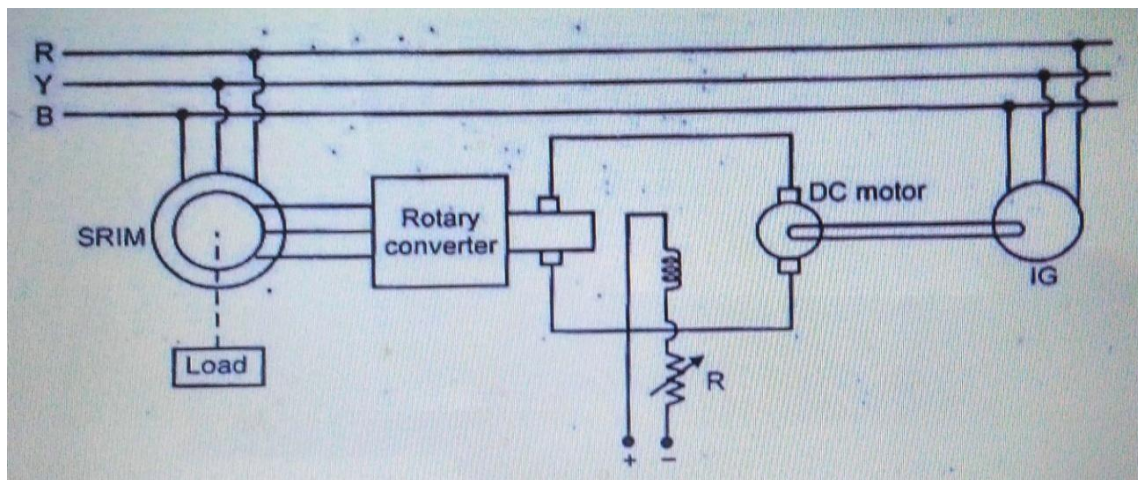 R
Y
B
SRIM
Rotary
converter
DC motor
IG
Load
R
+
−